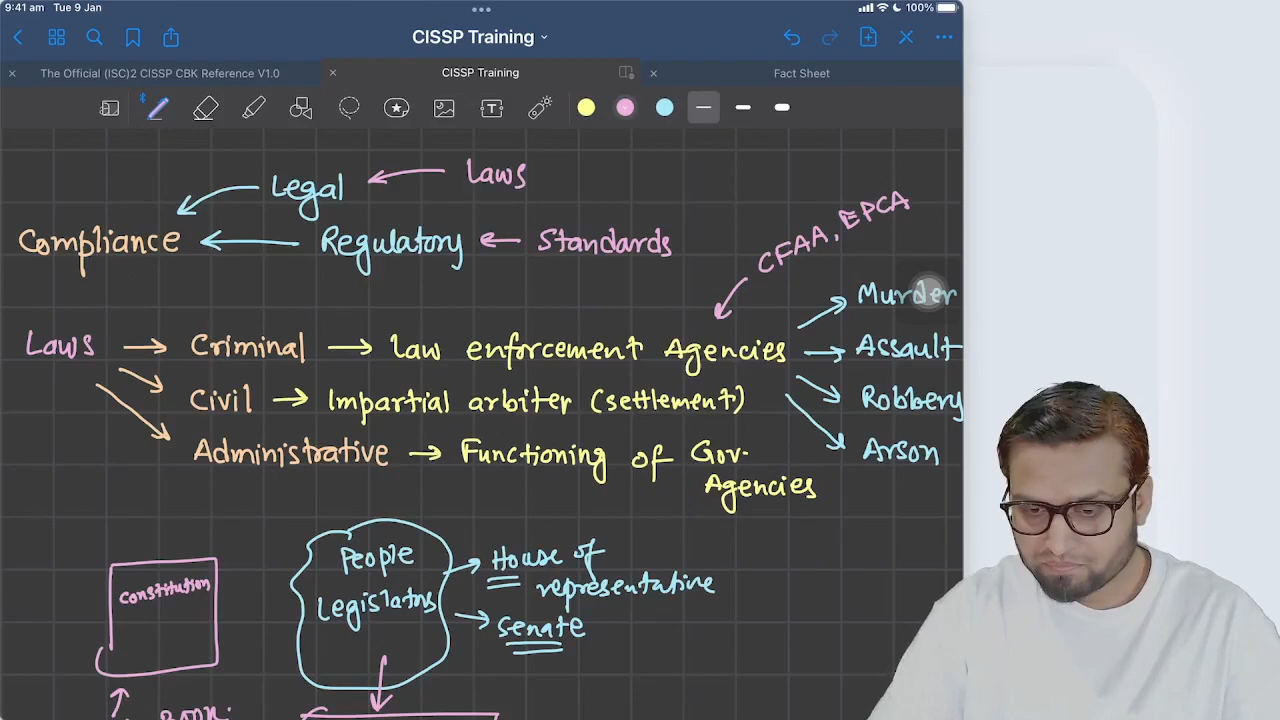 9:41 am Tue 9 Jan
100%
CISSP Training
The Official (ISC)2 CISSP CBK Reference V1.0
CISSP Training
Fact Sheet
Legal Laws
Compliance Regulatory Standards
CFAA, EPCA
Murder
Laws Criminal Law enforcement Agencies Assault
Civil Impartial arbiter (settlement) Robbery
Administrative Functioning of Gov. Arson
Agencies
People House of
Constitution representative
Legislators
Senate
Book.